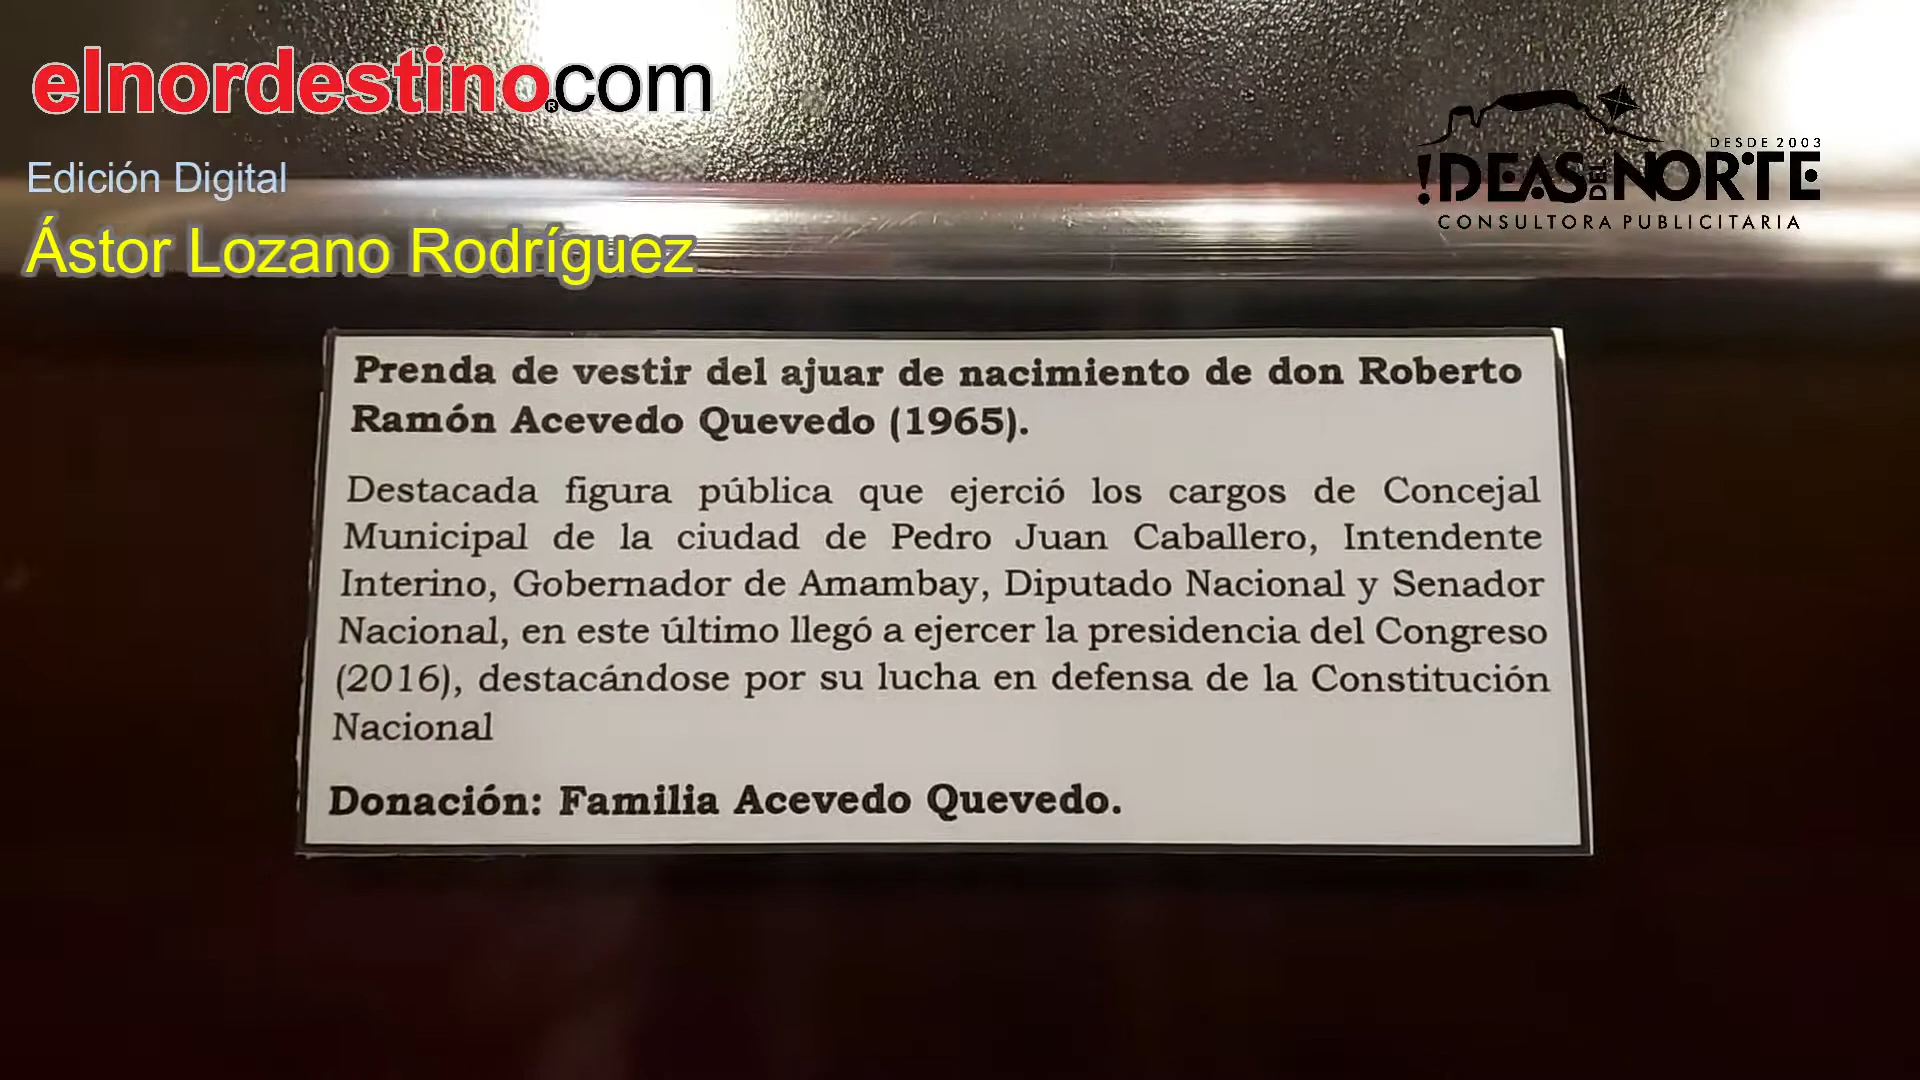 elnordestino®.com
Edición Digital
Ástor Lozano Rodríguez
DESDE 2003
!DEAS DEL NORTE
CONSULTORA PUBLICITARIA
Prenda de vestir del ajuar de nacimiento de don Roberto
Ramón Acevedo Quevedo (1965).
Destacada figura pública que ejerció los cargos de Concejal
Municipal de la ciudad de Pedro Juan Caballero, Intendente
Interino, Gobernador de Amambay, Diputado Nacional y Senador
Nacional, en este último llegó a ejercer la presidencia del Congreso
(2016), destacándose por su lucha en defensa de la Constitución
Nacional
Donación: Familia Acevedo Quevedo.